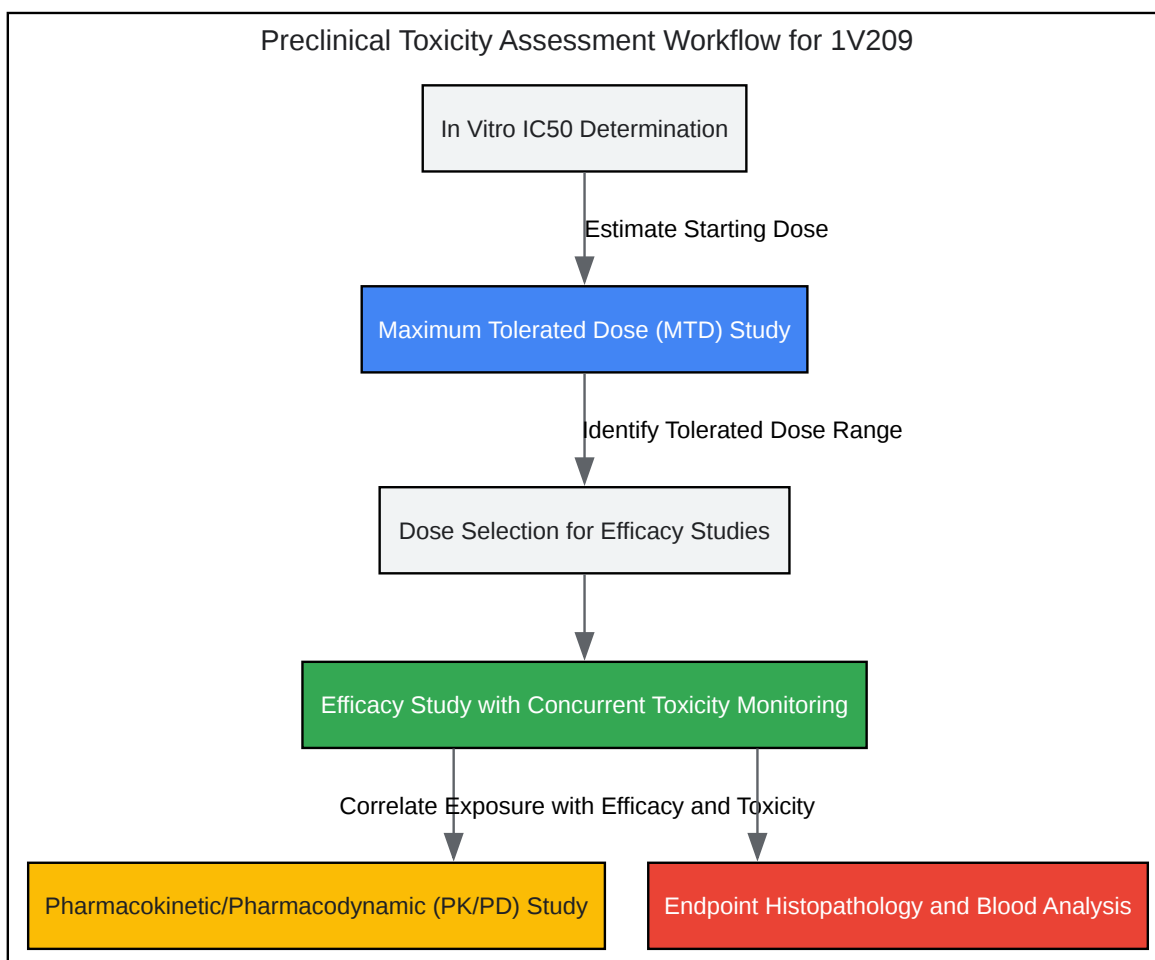 Preclinical Toxicity Assessment Workflow for 1V209
In Vitro IC50 Determination
Estimate Starting Dose
Maximum Tolerated Dose (MTD) Study
Identify Tolerated Dose Range
Dose Selection for Efficacy Studies
Efficacy Study with Concurrent Toxicity Monitoring
Correlate Exposure with Efficacy and Toxicity
Pharmacokinetic/Pharmacodynamic (PK/PD) Study
Endpoint Histopathology and Blood Analysis